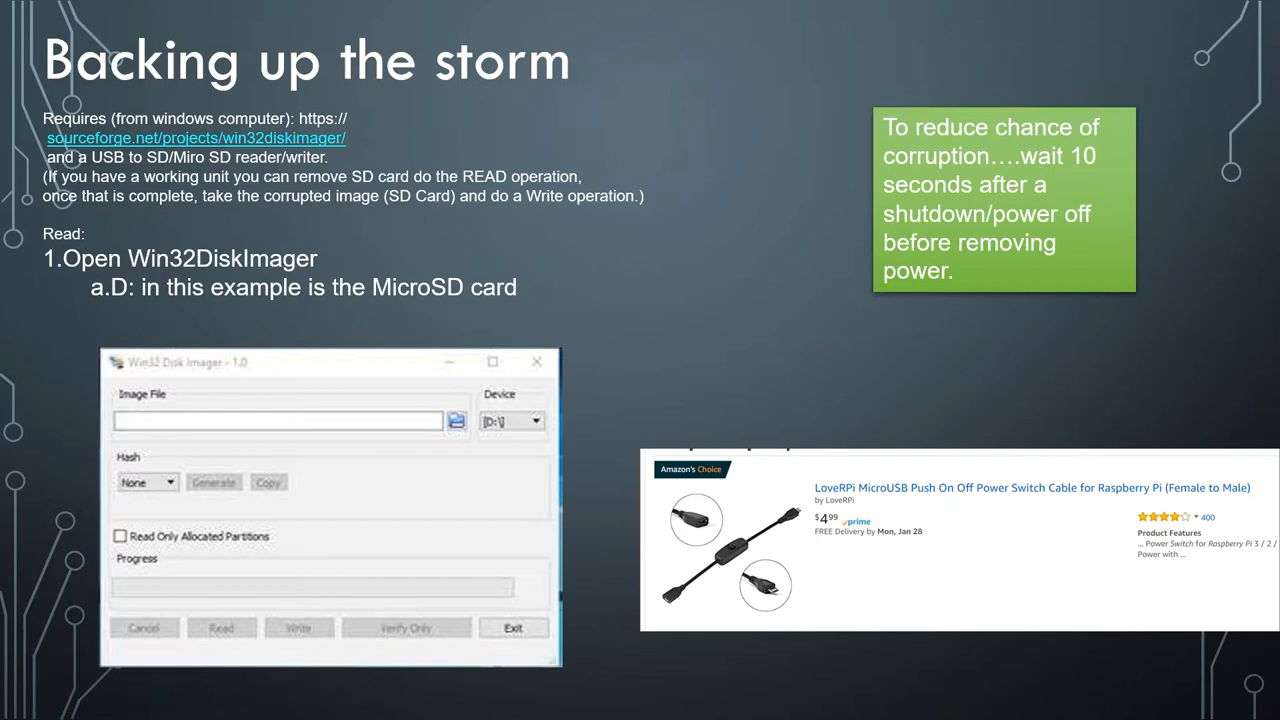 Backing up the storm
Requires (from windows computer): https://
sourceforge.net/projects/win32diskimager/
and a USB to SD/Miro SD reader/writer.
(If you have a working unit you can remove SD card do the READ operation,
once that is complete, take the corrupted image (SD Card) and do a Write operation.)
Read:
1.Open Win32DiskImager
a.D: in this example is the MicroSD card
To reduce chance of
corruption….wait 10
seconds after a
shutdown/power off
before removing
power.
Win32 Disk Imager - 1.0
Image File
Device
[D:\]
Hash
None
Generate
Copy
Read Only Allocated Partitions
Progress
Cancel
Read
Write
Verify Only
Exit
Amazon's Choice
LoveRPi MicroUSB Push On Off Power Switch Cable for Raspberry Pi (Female to Male)
by LoveRPi
$4.99
prime
FREE Delivery by Mon, Jan 28
400
Product Features
... Power Switch for Raspberry Pi 3 / 2 /
Power with ...